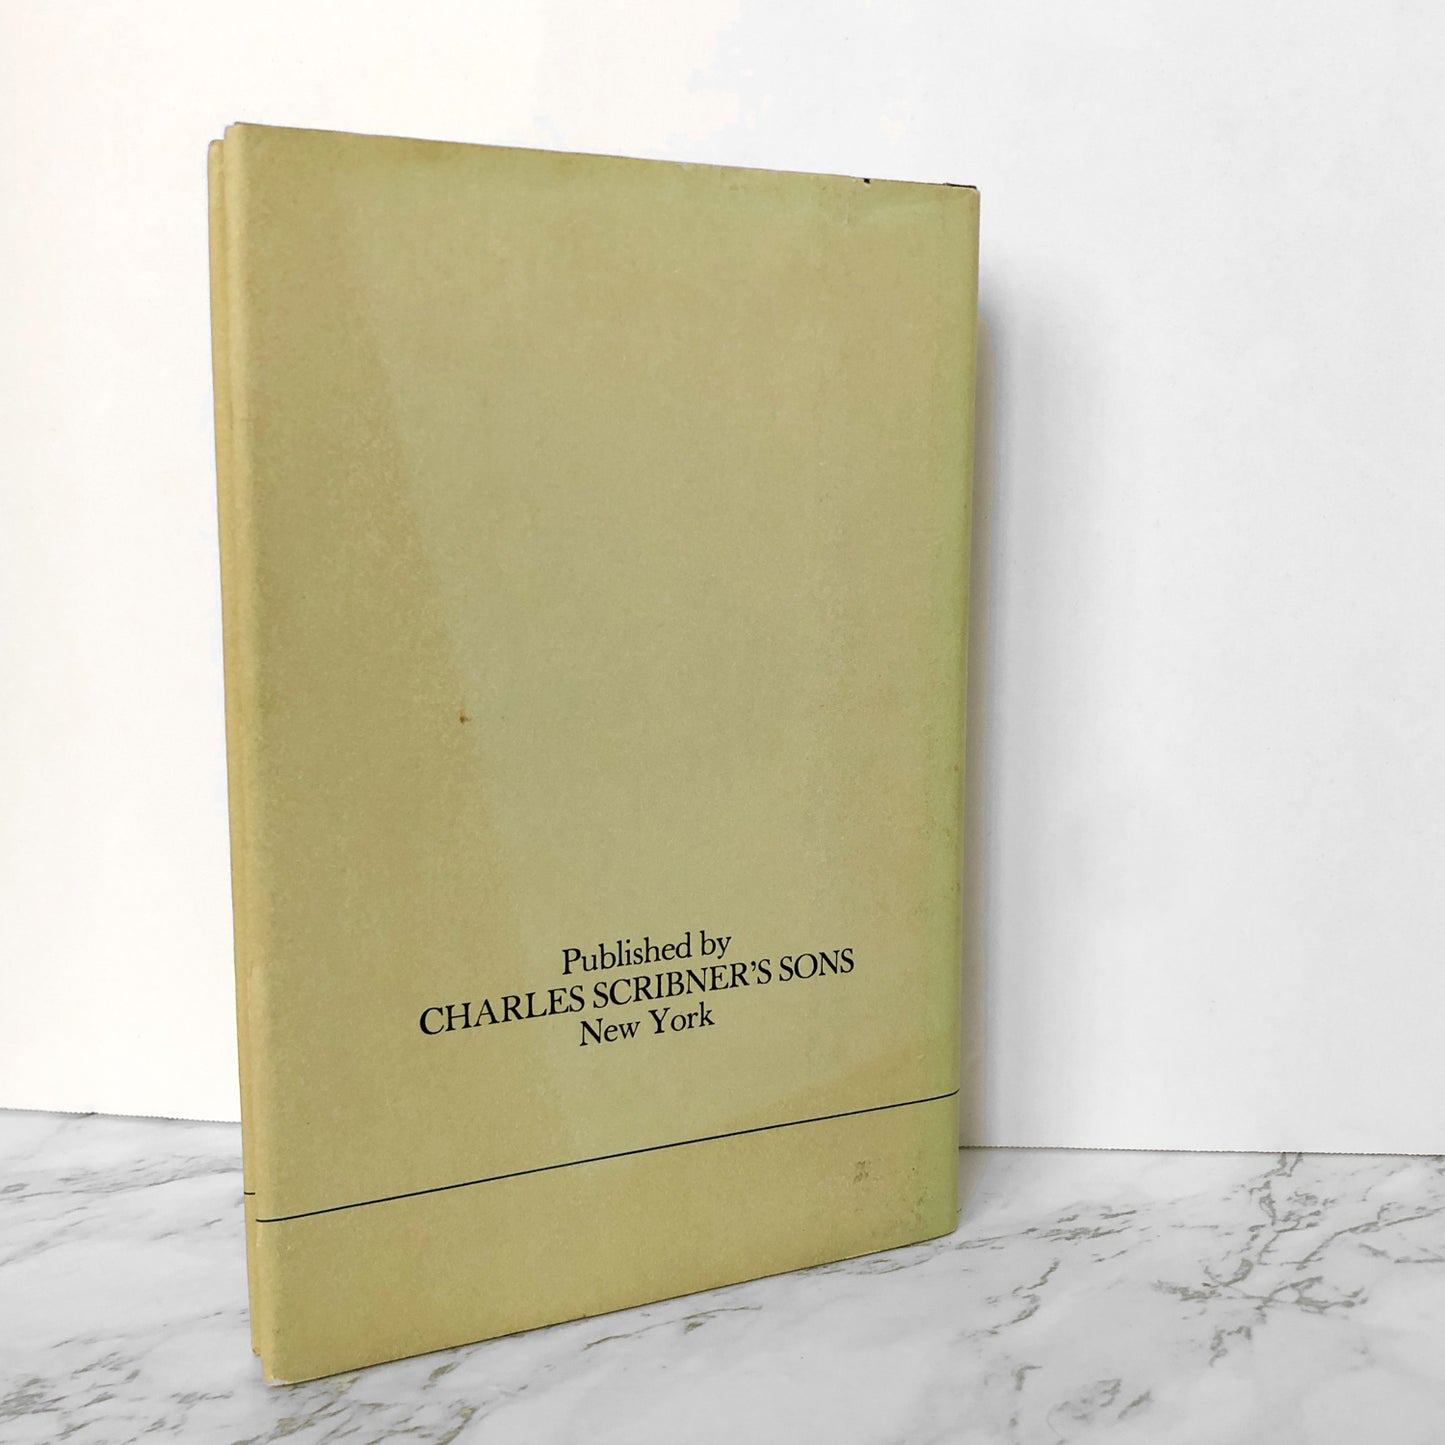 Published by
CHARLES SCRIBNER'S SONS
New York